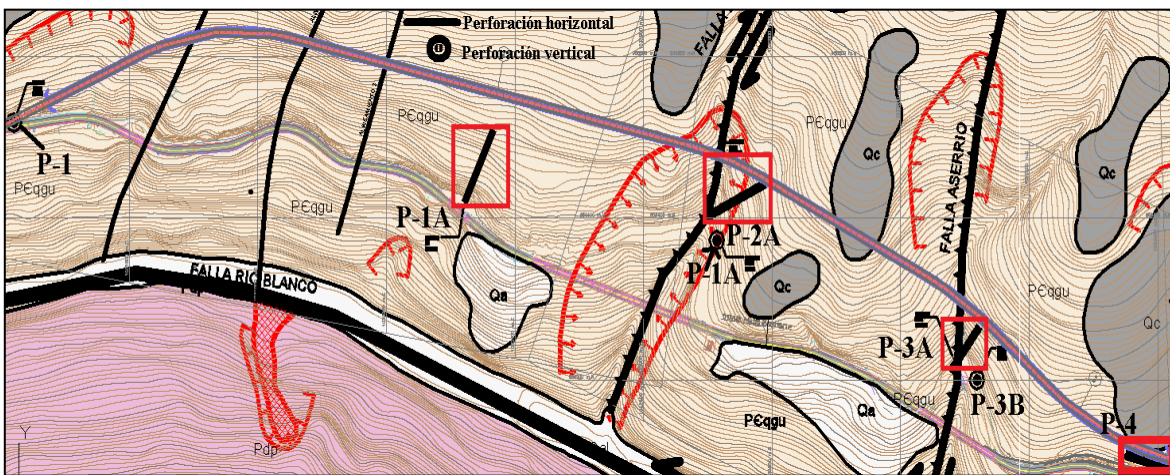 Perforación horizontal
Perforación vertical
P-1
PЄqgu
PЄqgu
PЄqgu
P-1A
FALLA RIO BLANCO
Qa
FALLA
P-2A
P-1A
Qc
Qc
PЄqgu
FALLA ASERRIO
Qc
PЄqgu
Qc
P-3A
P-3B
PЄqgu
P-4
Qa
PЄqgu
Pdp
Y